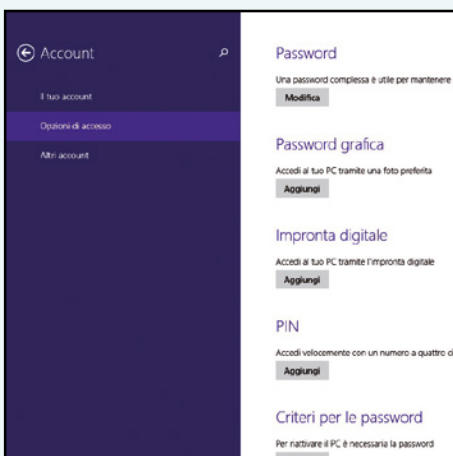 Account
Il tuo account
Opzioni di accesso
Altri account
Password
Una password complessa è utile per mantenere
Modifica
Password grafica
Accedi al tuo PC tramite una foto preferita
Aggiungi
Impronta digitale
Accedi al tuo PC tramite l'impronta digitale
Aggiungi
PIN
Accedi velocemente con un numero a quattro ci
Aggiungi
Criteri per le password
Per riattivare il PC è necessaria la password